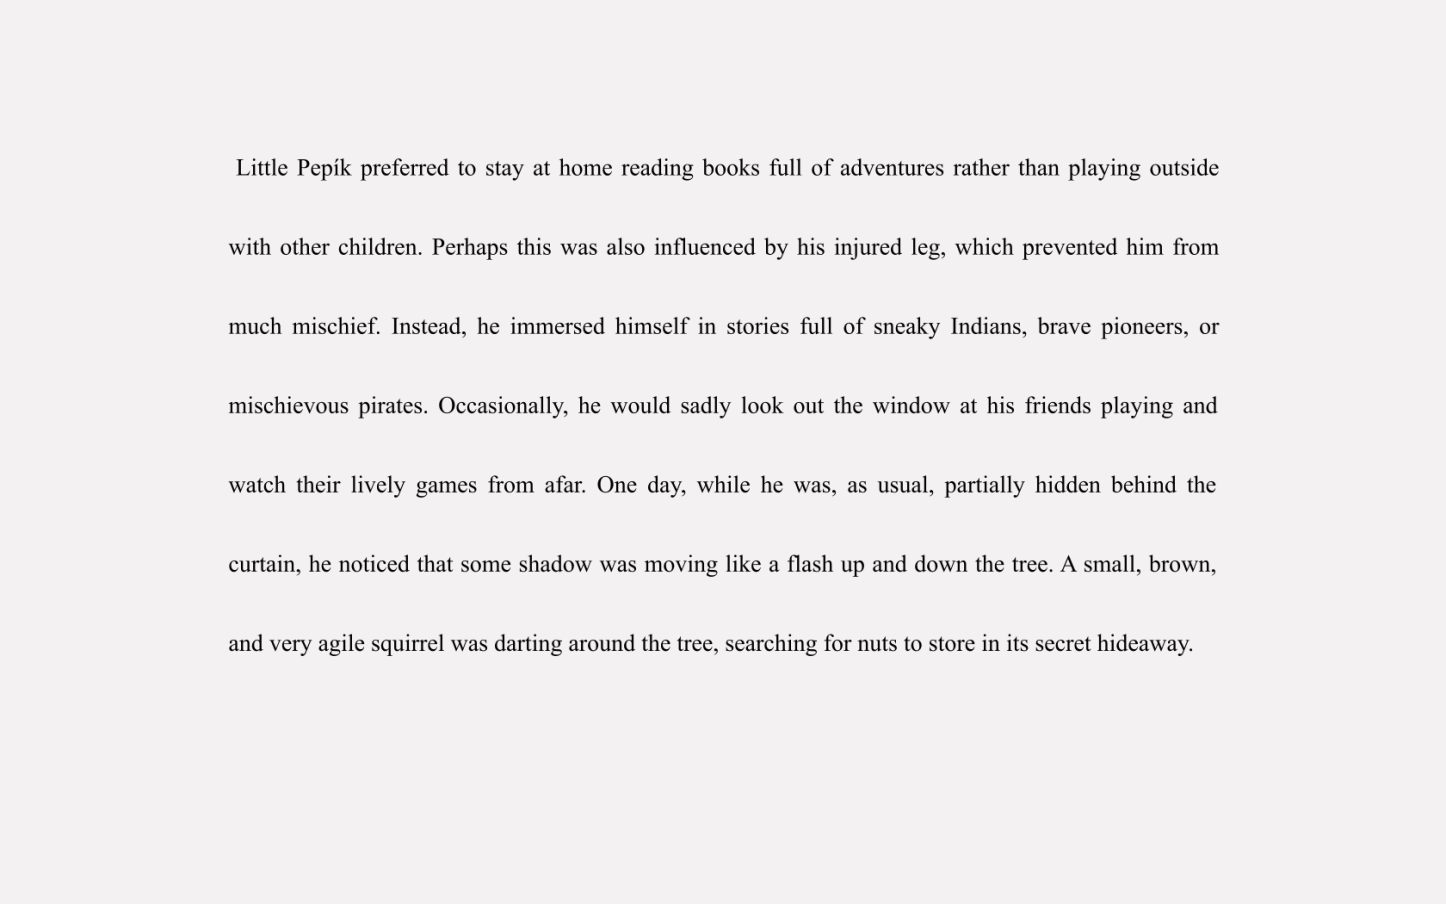 Little Pepík preferred to stay at home reading books full of adventures rather than playing outside
with other children. Perhaps this was also influenced by his injured leg, which prevented him from
much mischief. Instead, he immersed himself in stories full of sneaky Indians, brave pioneers, or
mischievous pirates. Occasionally, he would sadly look out the window at his friends playing and
watch their lively games from afar. One day, while he was, as usual, partially hidden behind the
curtain, he noticed that some shadow was moving like a flash up and down the tree. A small, brown,
and very agile squirrel was darting around the tree, searching for nuts to store in its secret hideaway.